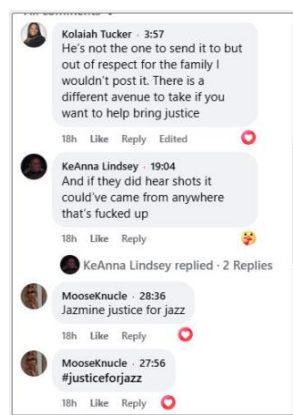 Kolaiah Tucker · 3:57
He's not the one to send it to but
out of respect for the family I
wouldn't post it. There is a
different avenue to take if you
want to help bring justice
18h Like Reply Edited
KeAnna Lindsey · 19:04
And if they did hear shots it
could've came from anywhere
that's fucked up
18h Like Reply
KeAnna Lindsey replied · 2 Replies
MooseKnucle · 28:36
Jazmine justice for jazz
18h Like Reply
MooseKnucle · 27:56
#justiceforjazz
18h Like Reply